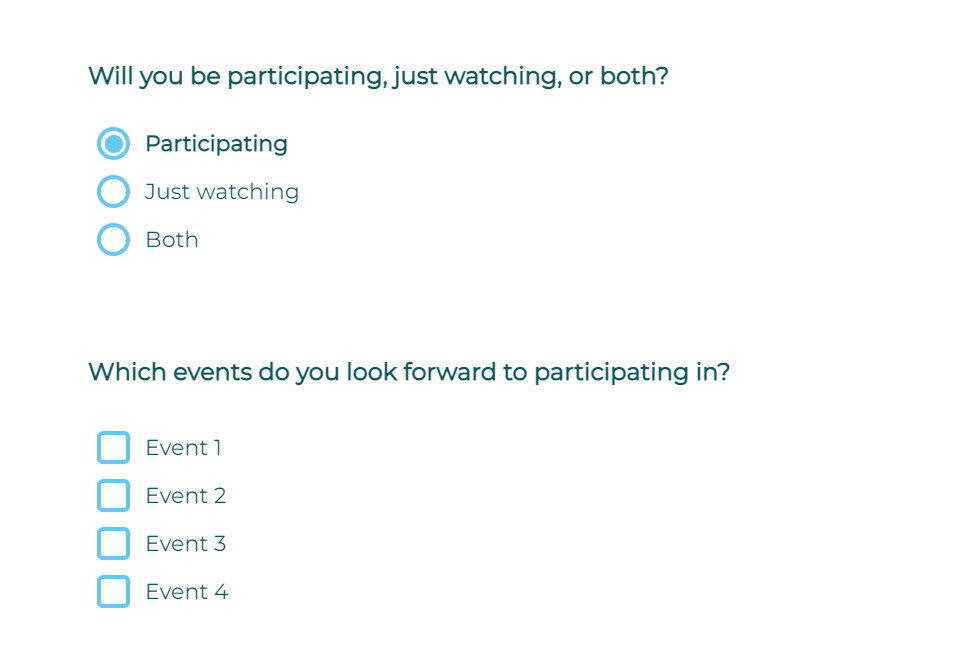 Will you be participating, just watching, or both?
Participating
Just watching
Both
Which events do you look forward to participating in?
Event 1
Event 2
Event 3
Event 4